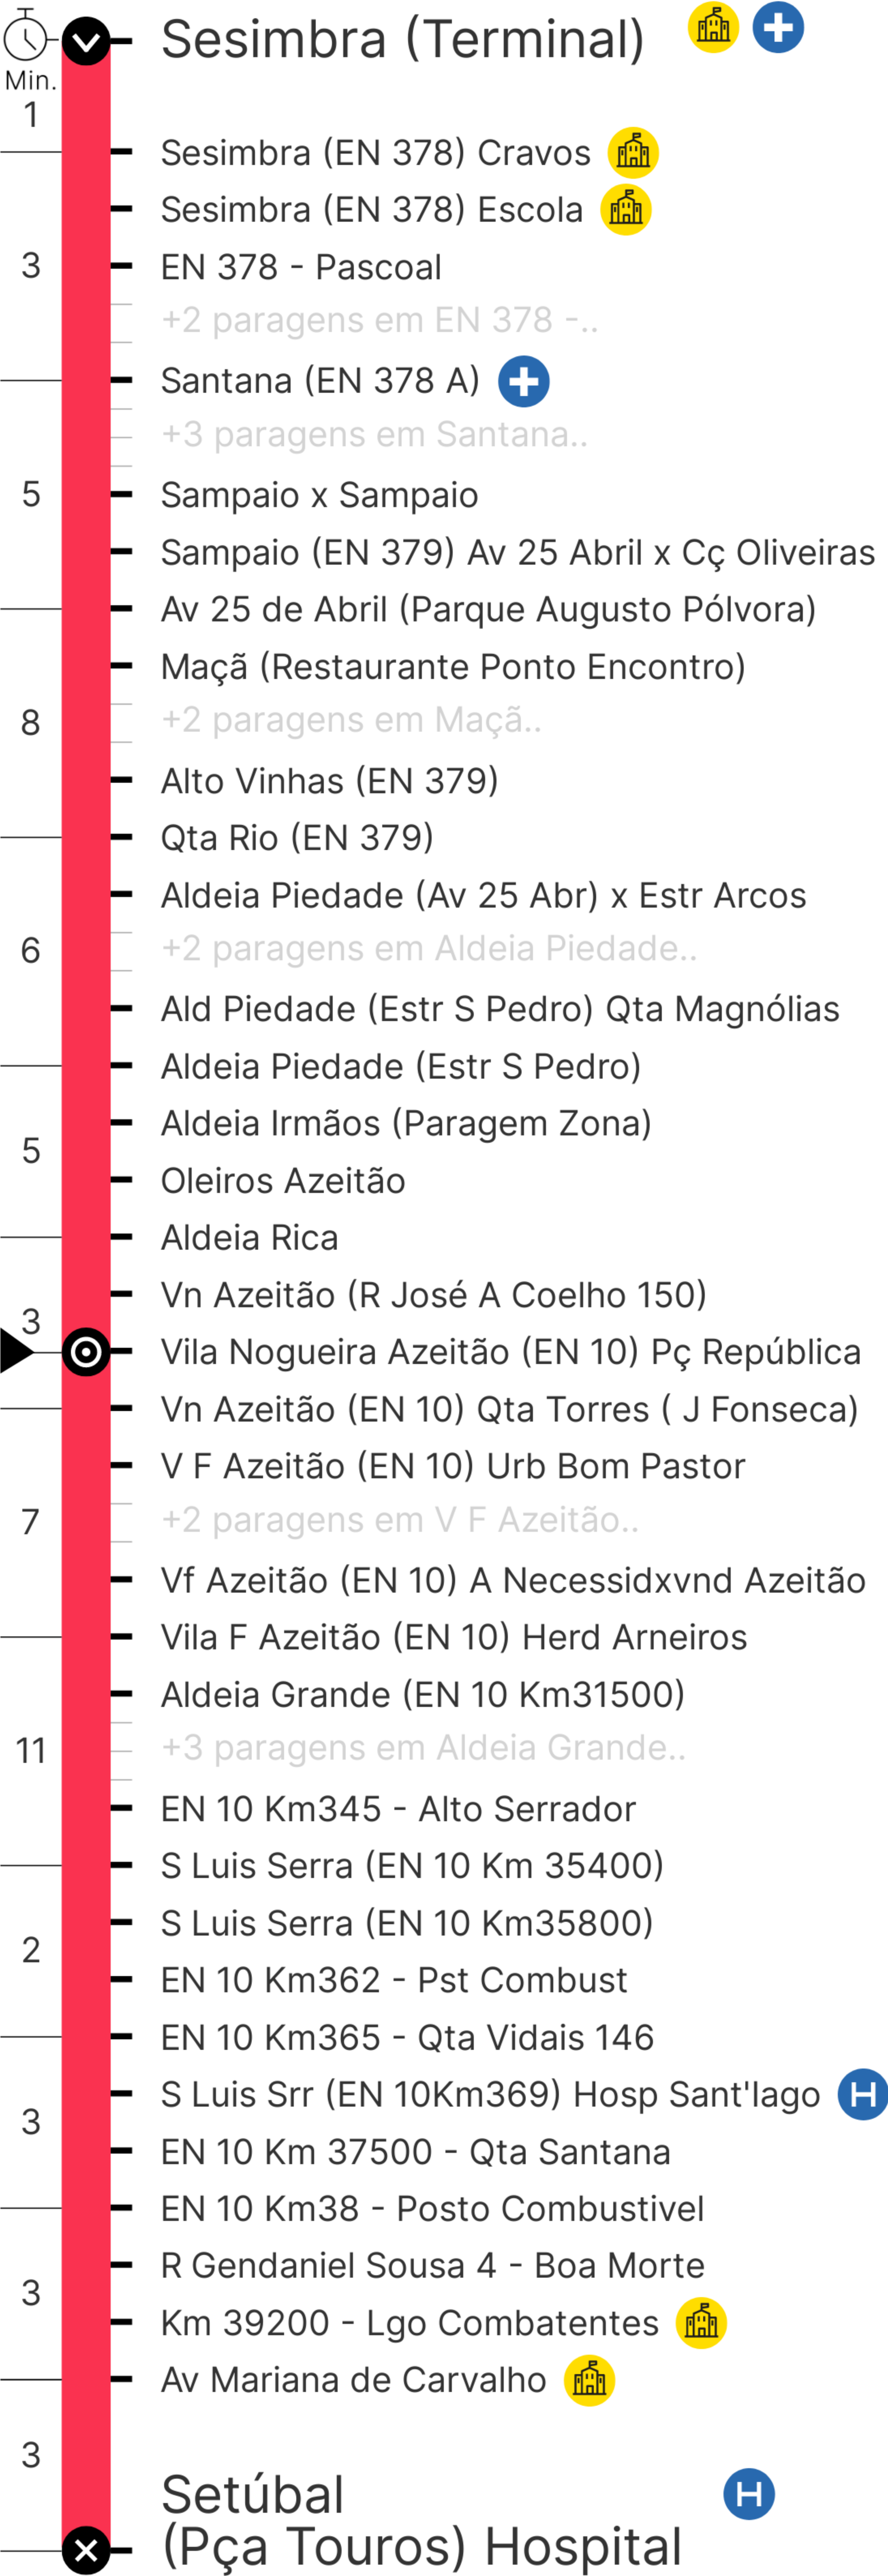 Sesimbra (Terminal)
Min.
1
Sesimbra (EN 378) Cravos
Sesimbra (EN 378) Escola
3
EN 378 - Pascoal
+2 paragens em EN 378 -..
Santana (EN 378 A)
+3 paragens em Santana..
5
Sampaio x Sampaio
Sampaio (EN 379) Av 25 Abril x Cç Oliveiras
Av 25 de Abril (Parque Augusto Pólvora)
Maçã (Restaurante Ponto Encontro)
8
+2 paragens em Maçã..
Alto Vinhas (EN 379)
Qta Rio (EN 379)
Aldeia Piedade (Av 25 Abr) x Estr Arcos
6
+2 paragens em Aldeia Piedade..
Ald Piedade (Estr S Pedro) Qta Magnólias
Aldeia Piedade (Estr S Pedro)
Aldeia Irmãos (Paragem Zona)
5
Oleiros Azeitão
Aldeia Rica
Vn Azeitão (R José A Coelho 150)
3
Vila Nogueira Azeitão (EN 10) Pç República
Vn Azeitão (EN 10) Qta Torres ( J Fonseca)
V F Azeitão (EN 10) Urb Bom Pastor
7
+2 paragens em V F Azeitão..
Vf Azeitão (EN 10) A Necessidxvnd Azeitão
Vila F Azeitão (EN 10) Herd Arneiros
Aldeia Grande (EN 10 Km31500)
11
+3 paragens em Aldeia Grande..
EN 10 Km345 - Alto Serrador
S Luis Serra (EN 10 Km 35400)
S Luis Serra (EN 10 Km35800)
2
EN 10 Km362 - Pst Combust
EN 10 Km365 - Qta Vidais 146
S Luis Srr (EN 10Km369) Hosp Sant'Iago H
3
EN 10 Km 37500 - Qta Santana
EN 10 Km38 - Posto Combustivel
R Gendaniel Sousa 4 - Boa Morte
3
Km 39200 - Lgo Combatentes
Av Mariana de Carvalho
3
Setúbal H
(Pça Touros) Hospital